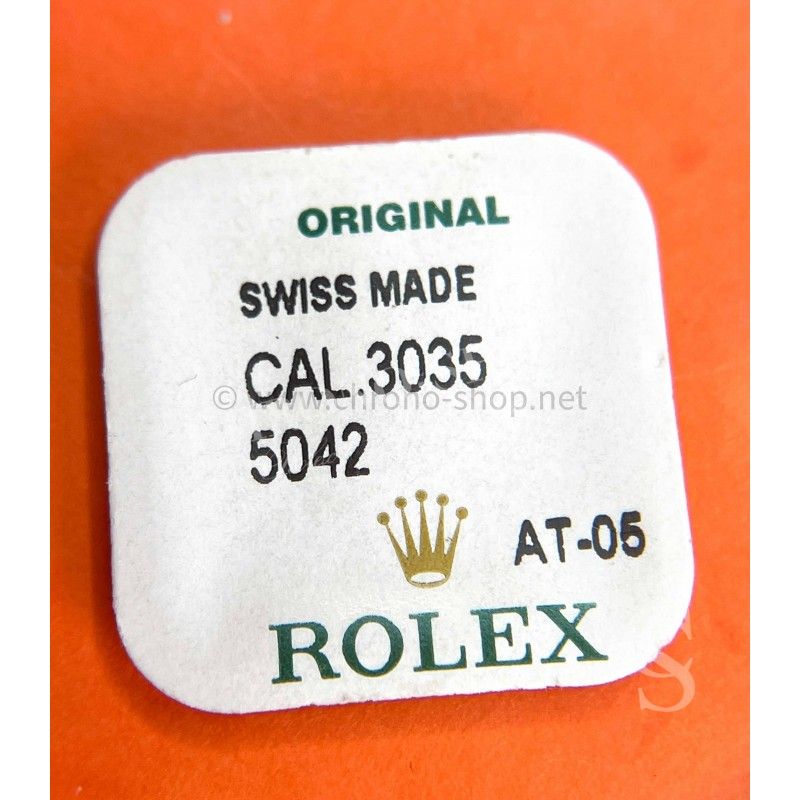 ORIGINAL
SWISS MADE
CAL.3035
© www.chrono-shop.net
5042
AT-05
ROLEX